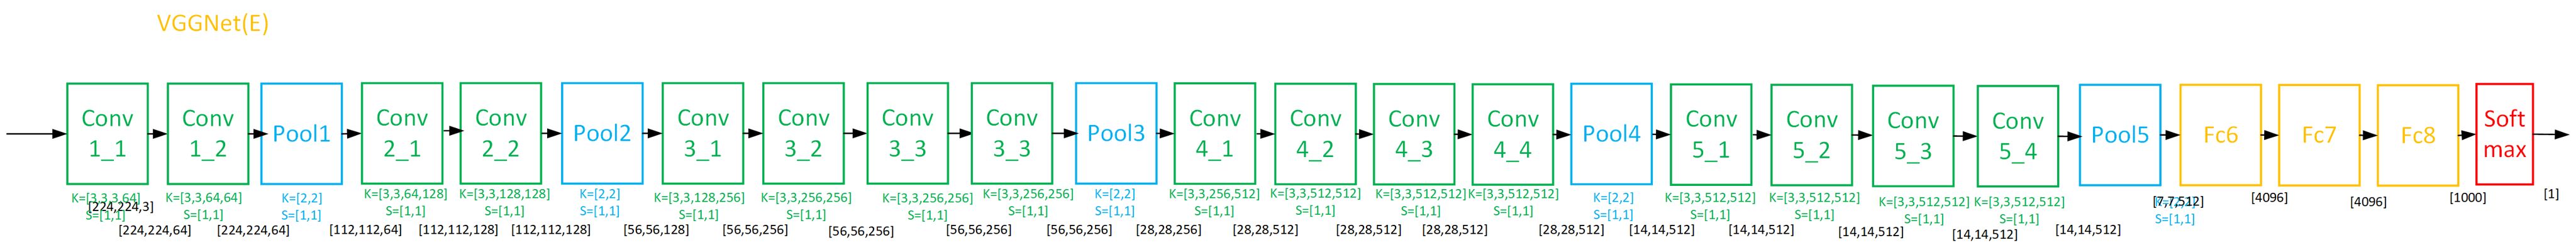 VGGNet(E)
Conv
1_1
Conv
1_2
Pool1
Conv
2_1
Conv
2_2
Pool2
Conv
3_1
Conv
3_2
Conv
3_3
Conv
3_3
Pool3
Conv
4_1
Conv
4_2
Conv
4_3
Conv
4_4
Pool4
Conv
5_1
Conv
5_2
Conv
5_3
Conv
5_4
Pool5
Fc6
Fc7
Fc8
Soft
max
K=[3,3,3,64]
S=[1,1]
K=[3,3,64,64]
S=[1,1]
K=[2,2]
S=[1,1]
K=[3,3,64,128]
S=[1,1]
K=[3,3,128,128]
S=[1,1]
K=[2,2]
S=[1,1]
K=[3,3,128,256]
S=[1,1]
K=[3,3,256,256]
S=[1,1]
K=[3,3,256,256]
S=[1,1]
K=[3,3,256,256]
S=[1,1]
K=[2,2]
S=[1,1]
K=[3,3,256,512]
S=[1,1]
K=[3,3,512,512]
S=[1,1]
K=[3,3,512,512]
S=[1,1]
K=[3,3,512,512]
S=[1,1]
K=[2,2]
S=[1,1]
K=[3,3,512,512]
S=[1,1]
K=[3,3,512,512]
S=[1,1]
K=[3,3,512,512]
S=[1,1]
K=[3,3,512,512]
S=[1,1]
S=[1,1]
[224,224,3]
[224,224,64]
[224,224,64]
[112,112,64]
[112,112,128]
[112,112,128]
[56,56,128]
[56,56,256]
[56,56,256]
[56,56,256]
[56,56,256]
[28,28,256]
[28,28,512]
[28,28,512]
[28,28,512]
[28,28,512]
[14,14,512]
[14,14,512]
[14,14,512]
[14,14,512]
[14,14,512]
[7,7,512]
[4096]
[4096]
[1000]
[1]